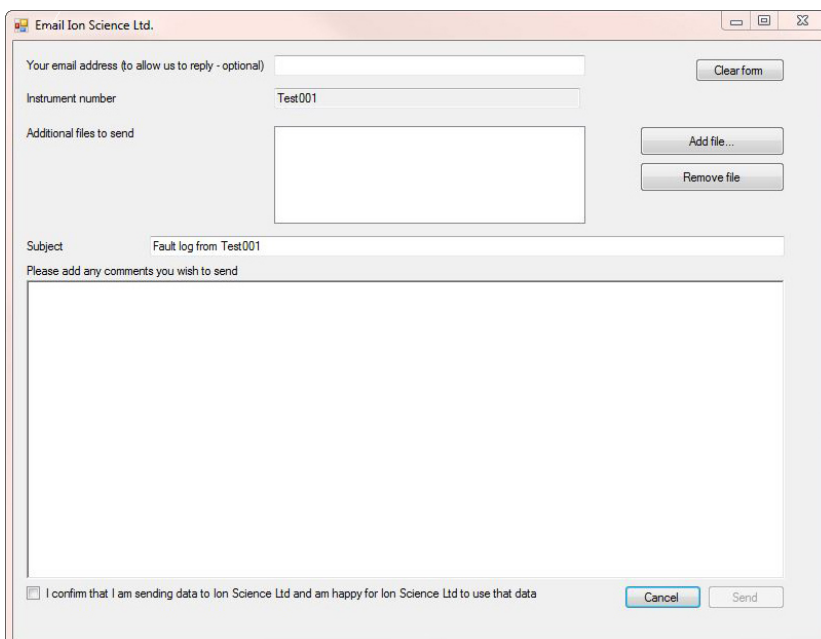 Email Ion Science Ltd.
Your email address (to allow us to reply - optional)
Clear form
Instrument number
Test001
Additional files to send
Add file...
Remove file
Subject
Fault log from Test001
Please add any comments you wish to send
I confirm that I am sending data to Ion Science Ltd and am happy for Ion Science Ltd to use that data
Cancel
Send